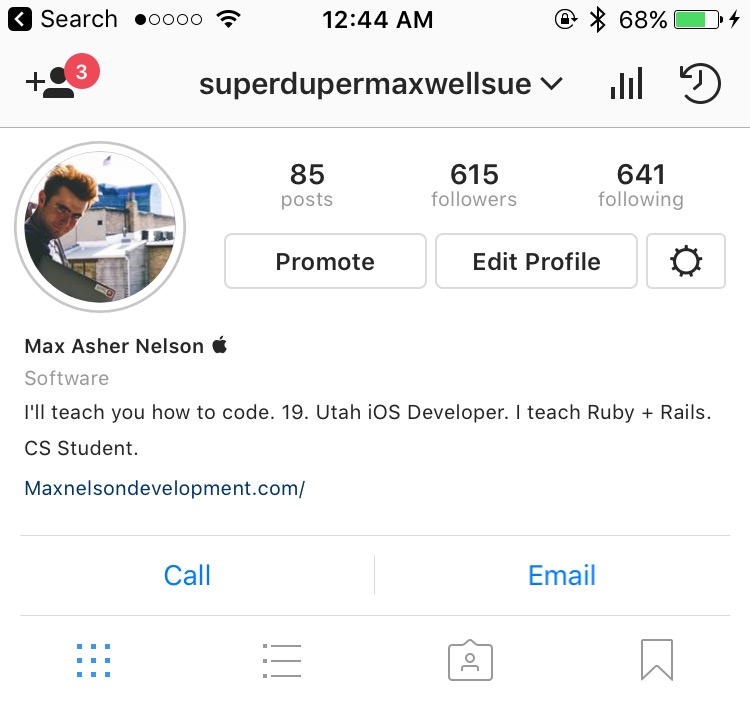 Search 12:44 AM 68%
3 superdupermaxwellsue
85 615 641
posts followers following
Promote Edit Profile
Max Asher Nelson
Software
I'll teach you how to code. 19. Utah iOS Developer. I teach Ruby + Rails.
CS Student.
Maxnelsondevelopment.com/
Call Email